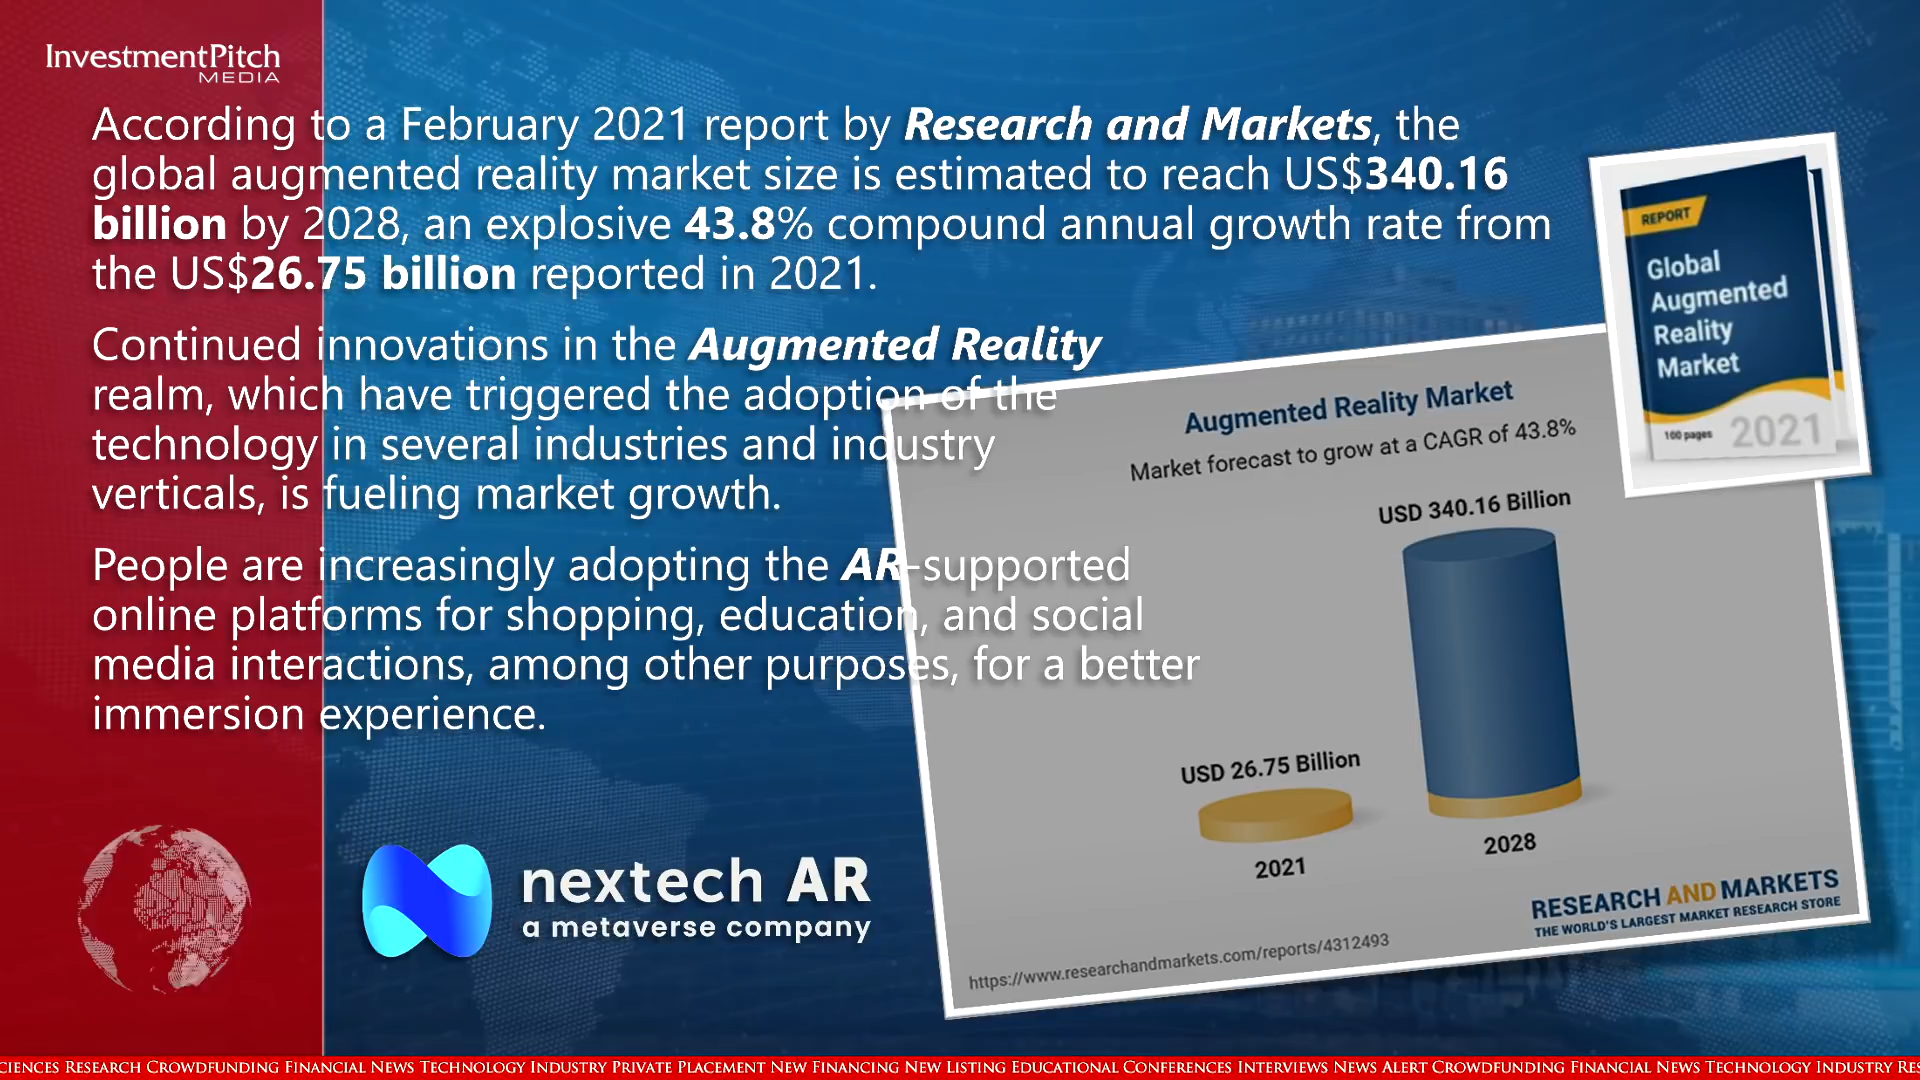 InvestmentPitch
MEDIA
According to a February 2021 report by Research and Markets, the
global augmented reality market size is estimated to reach US$340.16
billion by 2028, an explosive 43.8% compound annual growth rate from
the US$26.75 billion reported in 2021.
Continued innovations in the Augmented Reality
realm, which have triggered the adoption of the
technology in several industries and industry
verticals, is fueling market growth.
People are increasingly adopting the AR-supported
online platforms for shopping, education, and social
media interactions, among other purposes, for a better
immersion experience.
REPORT
Global
Augmented
Reality
Market
100 pages
2021
Augmented Reality Market
Market forecast to grow at a CAGR of 43.8%
USD 340.16 Billion
USD 26.75 Billion
2021
2028
RESEARCH AND MARKETS
THE WORLD'S LARGEST MARKET RESEARCH STORE
https://www.researchandmarkets.com/reports/4312493
nextech AR
a metaverse company
CIENCES RESEARCH CROWDFUNDING FINANCIAL NEWS TECHNOLOGY INDUSTRY PRIVATE PLACEMENT NEW FINANCING NEW LISTING EDUCATIONAL CONFERENCES INTERVIEWS NEWS ALERT CROWDFUNDING FINANCIAL NEWS TECHNOLOGY INDUSTRY RES